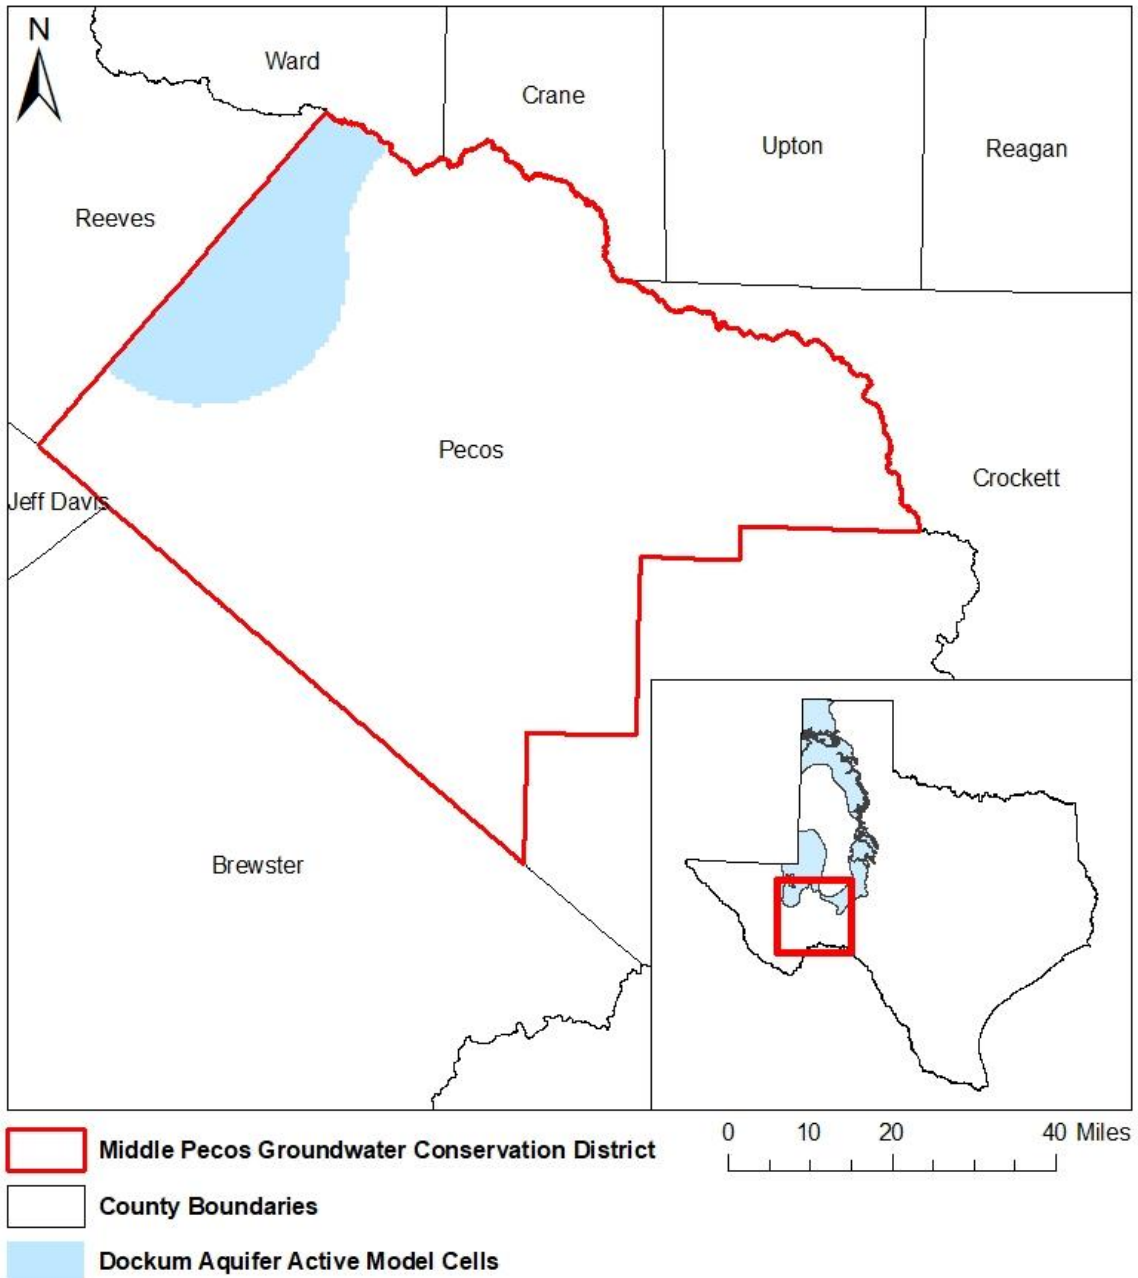 N
Ward
Crane
Upton
Reagan
Reeves
Pecos
Crockett
Jeff Davis
Brewster
0 10 20 40 Miles
Middle Pecos Groundwater Conservation District
County Boundaries
Dockum Aquifer Active Model Cells